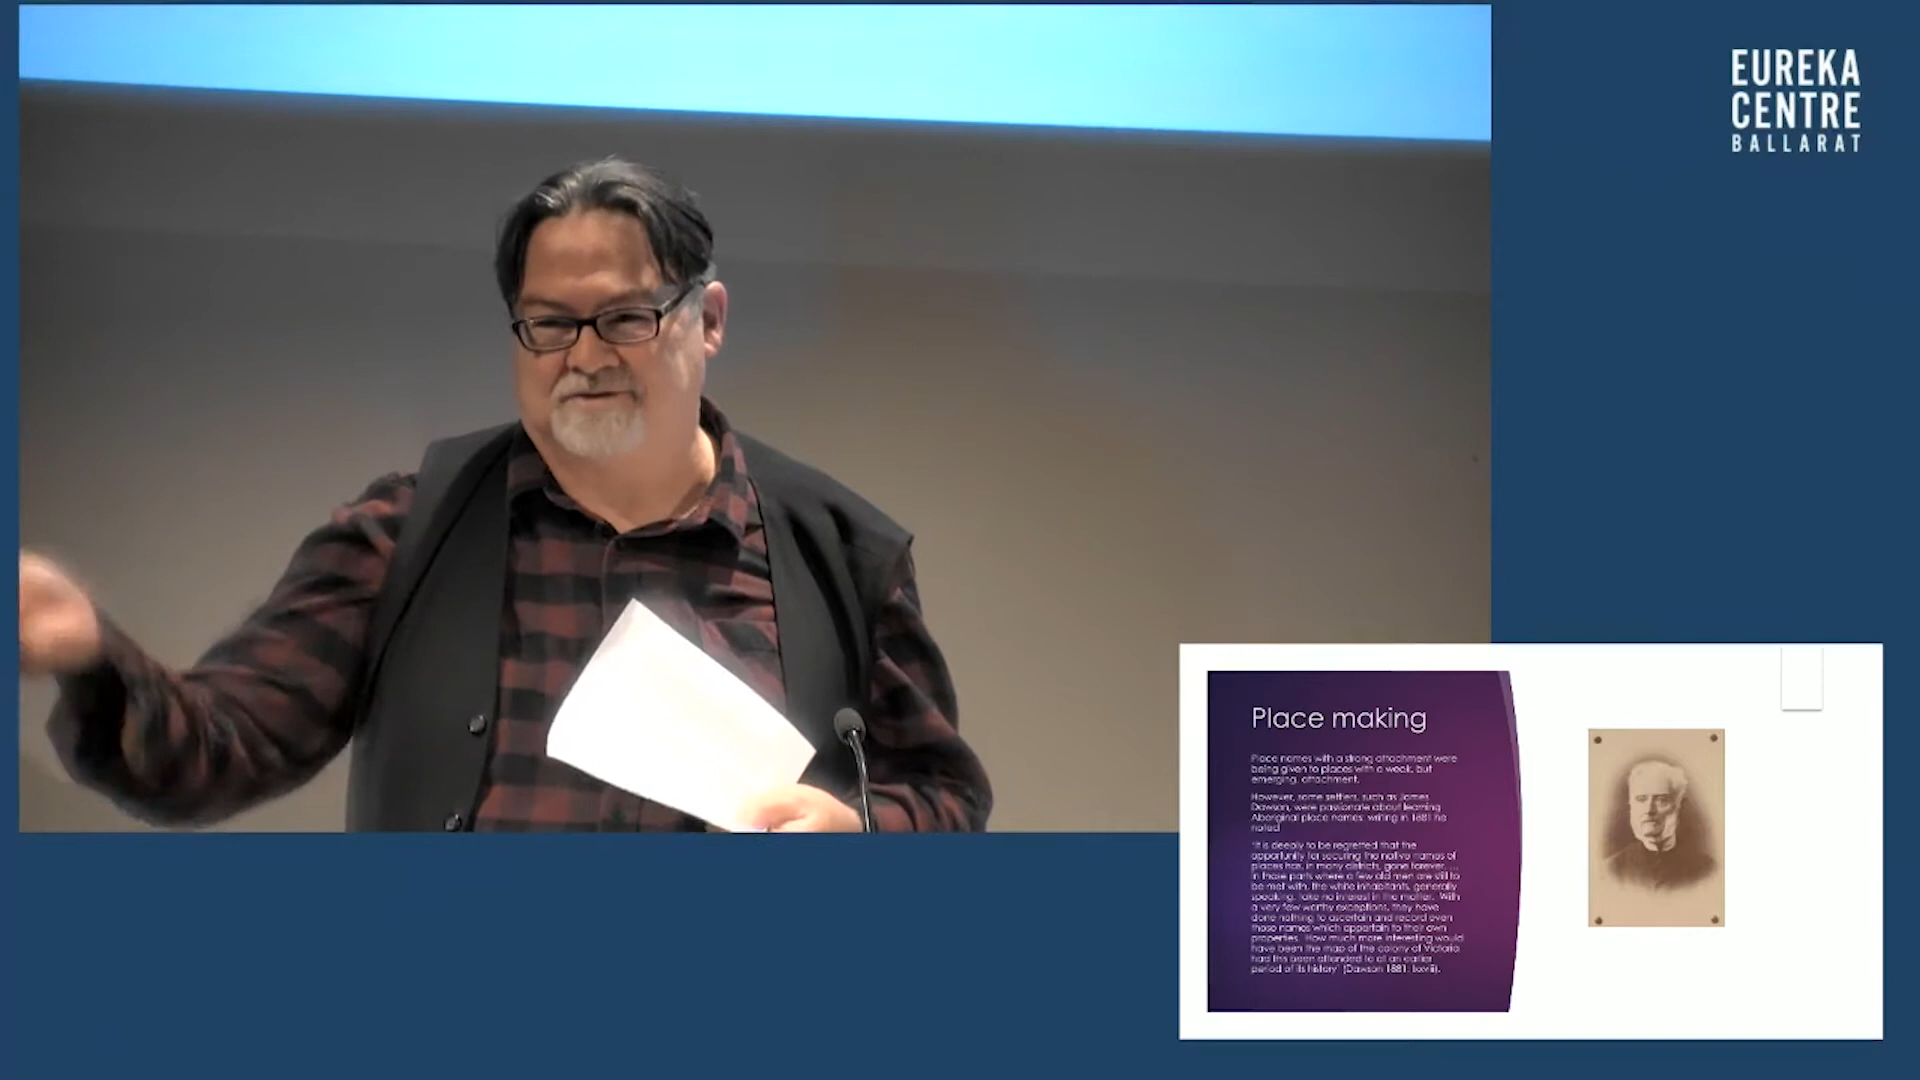 EUREKA
CENTRE
BALLARAT
Place making
Place names with a strong attachment were
being given to places with a weak, but
emerging, attachment.
However, some settlers, such as James
Dawson, were passionate about learning
Aboriginal place names; writing in 1881 he
noted
'It is deeply to be regretted that the
opportunity for securing the native names of
places has, in many districts, gone forever. ...
In those parts where a few old men are still to
be met with, the white inhabitants, generally
speaking, take no interest in the matter. With
a very few worthy exceptions, they have
done nothing to ascertain and record even
those names which appertain to their own
properties. How much more interesting would
have been the map of the colony of Victoria
had this been attended to at an earlier
period of its history' (Dawson 1881: lxxviii).